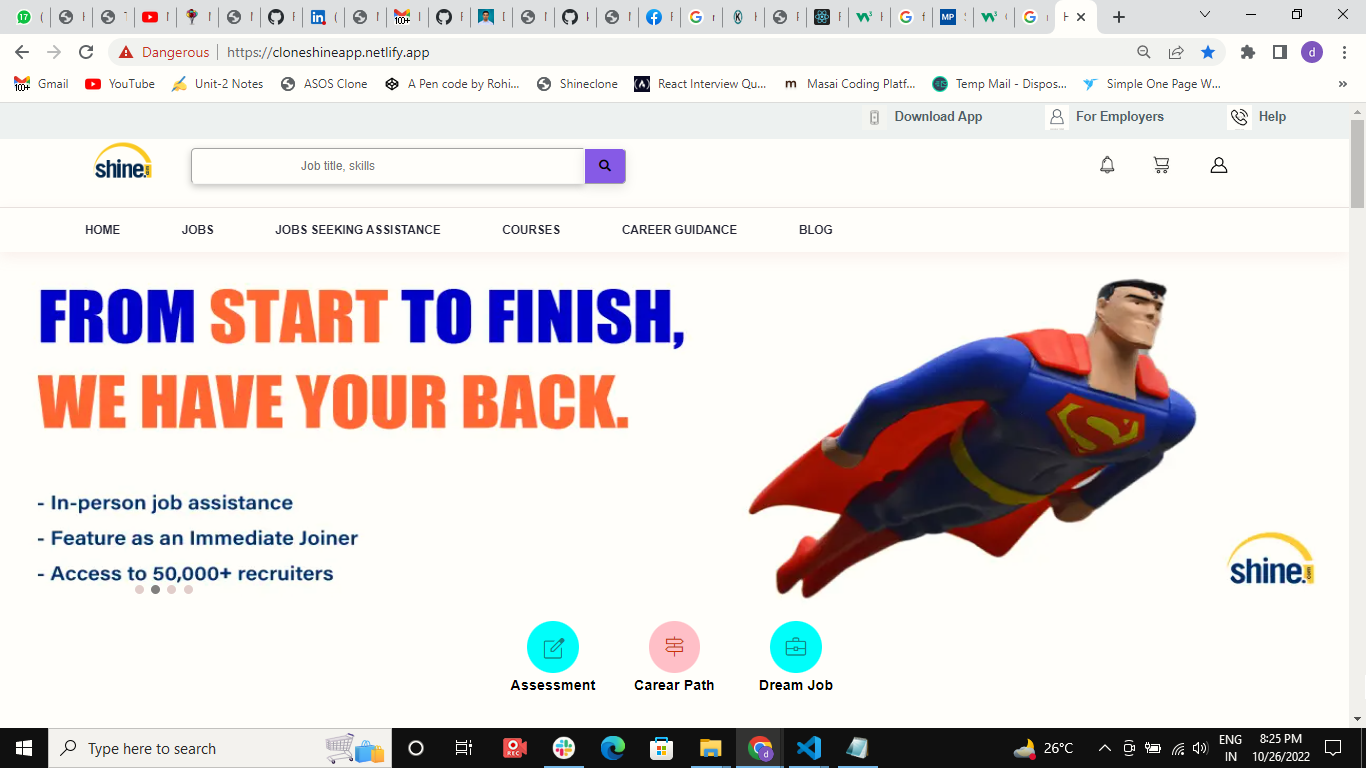 Dangerous
https://cloneshineapp.netlify.app
Gmail
YouTube
Unit-2 Notes
ASOS Clone
A Pen code by Rohi...
Shineclone
React Interview Qu...
Masai Coding Platf...
Temp Mail - Dispos...
Simple One Page W...
Download App
For Employers
Help
shine.com
Job title, skills
HOME
JOBS
JOBS SEEKING ASSISTANCE
COURSES
CAREER GUIDANCE
BLOG
FROM START TO FINISH,
WE HAVE YOUR BACK.
- In-person job assistance
- Feature as an Immediate Joiner
- Access to 50,000+ recruiters
shine.com
Assessment
Carear Path
Dream Job
Type here to search
REC
26°C
ENG
IN
8:25 PM
10/26/2022